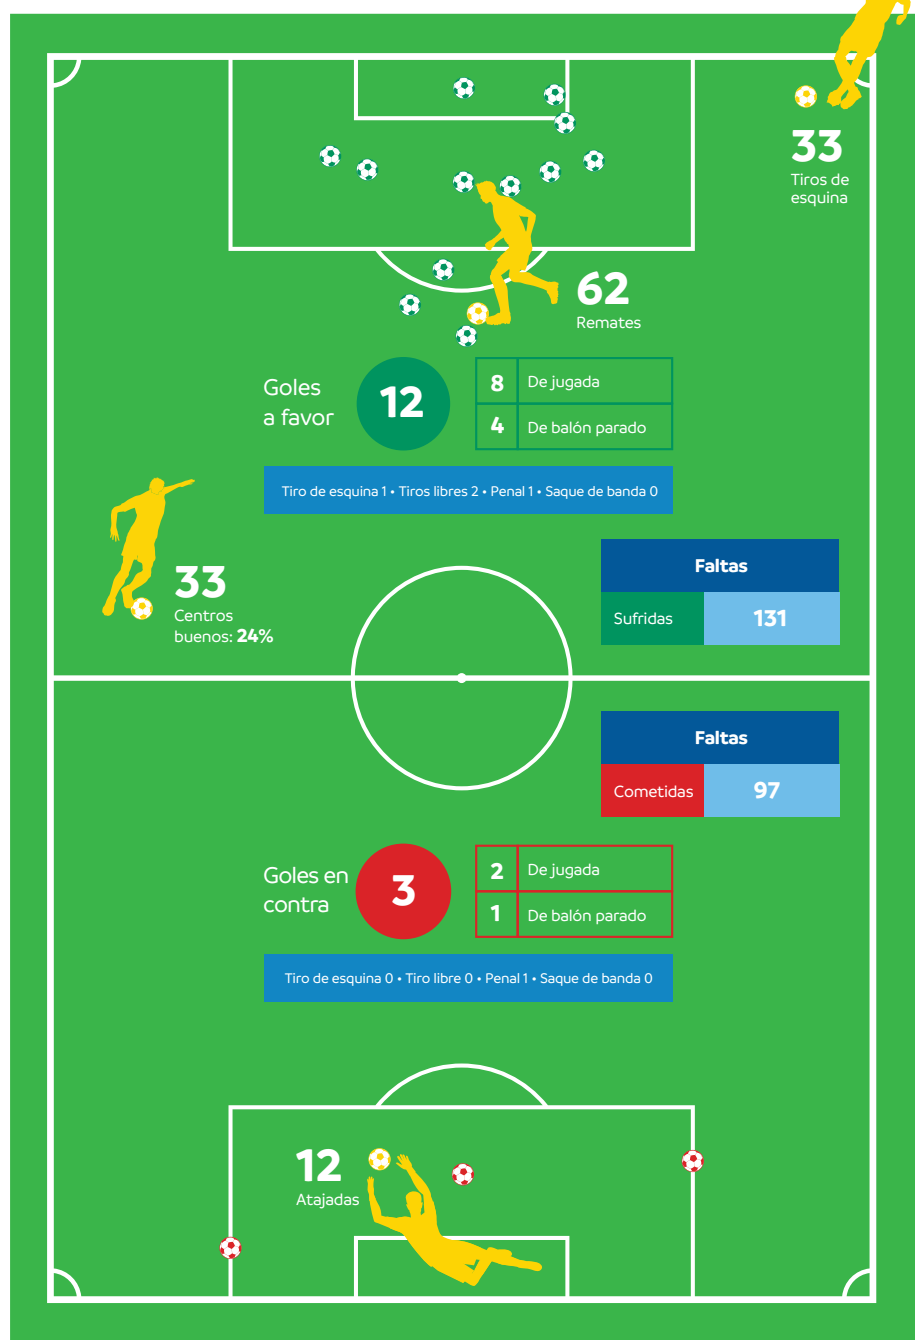 33
Tiros de
esquina
62
Remates
Goles
a favor
12
8 De jugada
4 De balón parado
Tiro de esquina 1 • Tiros libres 2 • Penal 1 • Saque de banda 0
33
Centros
buenos: 24%
Faltas
Sufridas 131
Faltas
Cometidas 97
Goles en
contra
3
2 De jugada
1 De balón parado
Tiro de esquina 0 • Tiro libre 0 • Penal 1 • Saque de banda 0
12
Atajadas